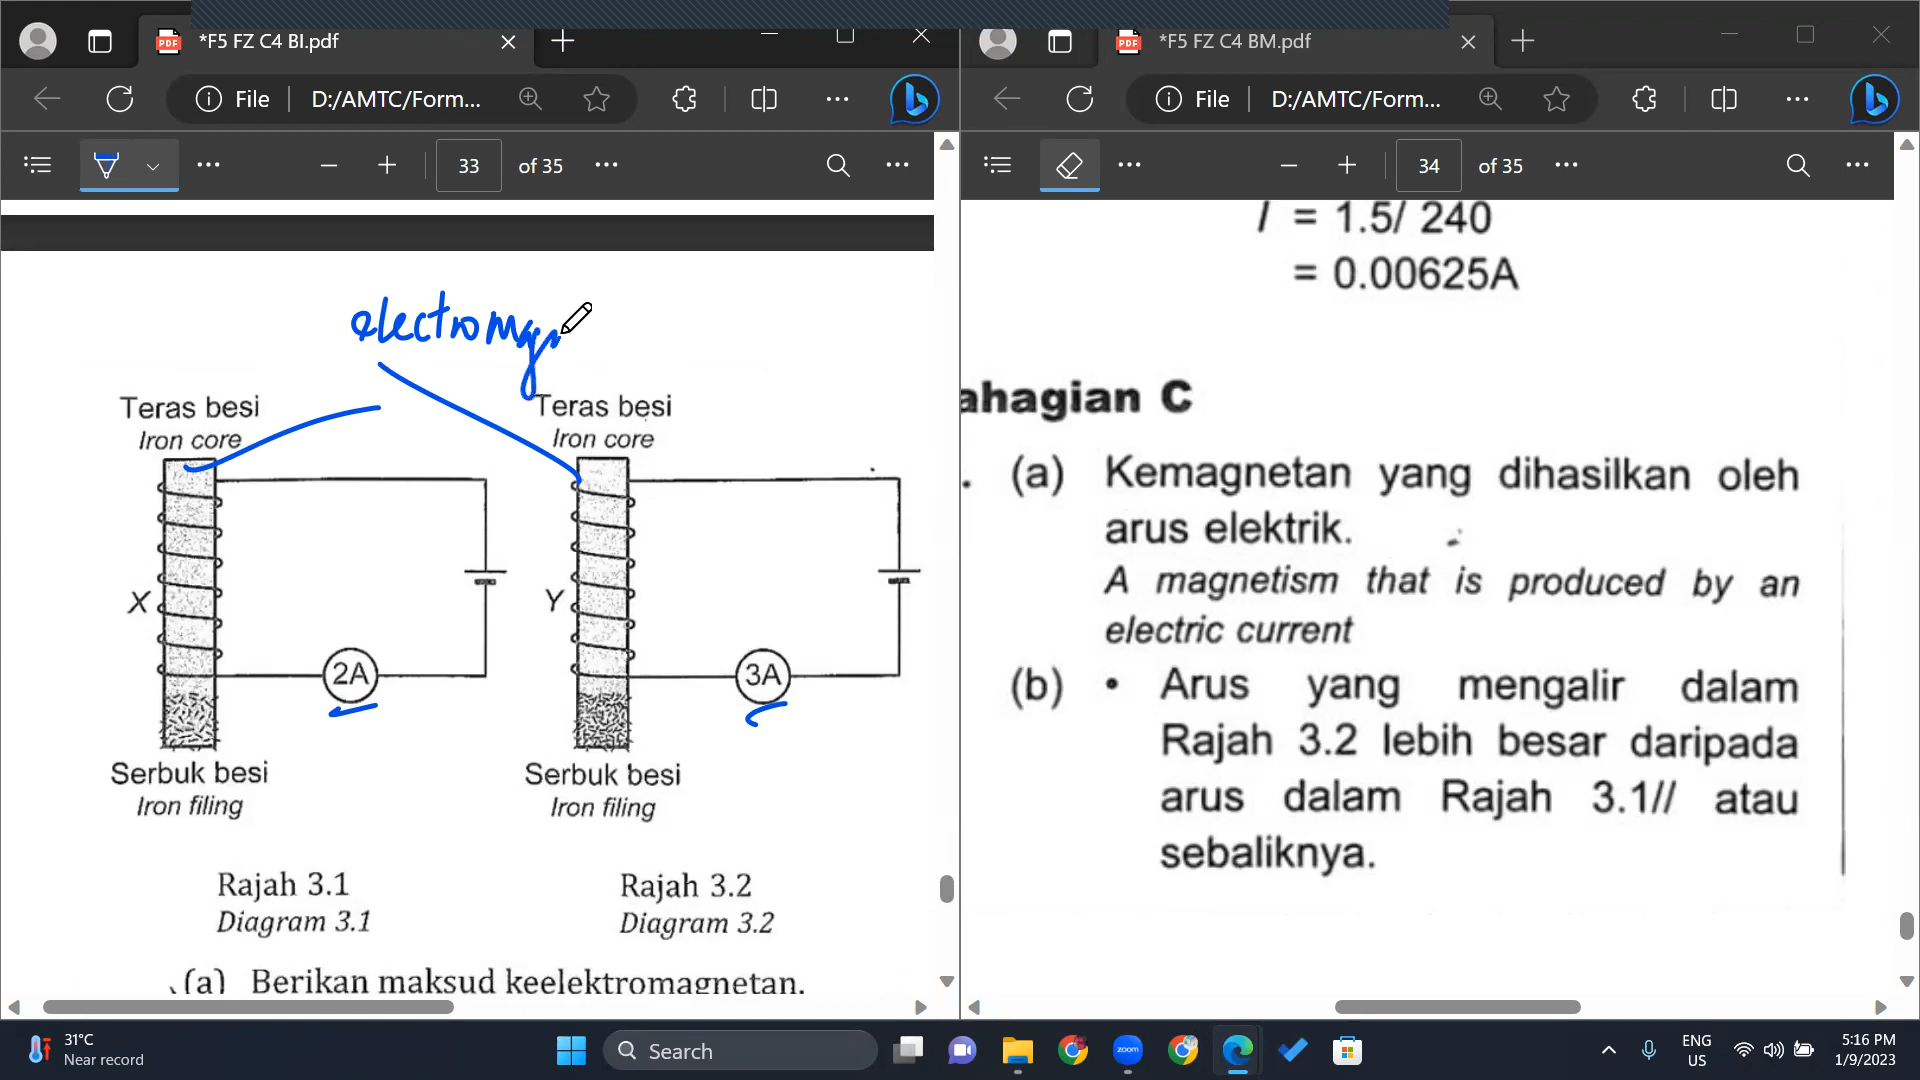 *F5 FZ C4 BI.pdf
File
D:/AMTC/Form...
33
of 35
electromagn
Teras besi
Iron core
Teras besi
Iron core
X
2A
Y
3A
Serbuk besi
Iron filing
Serbuk besi
Iron filing
Rajah 3.1
Diagram 3.1
Rajah 3.2
Diagram 3.2
(a) Berikan maksud keelektromagnetan.
*F5 FZ C4 BM.pdf
File
D:/AMTC/Form...
34
of 35
I = 1.5/ 240
= 0.00625A
ahagian C
. (a) Kemagnetan yang dihasilkan oleh
arus elektrik.
A magnetism that is produced by an
electric current
(b) • Arus yang mengalir dalam
Rajah 3.2 lebih besar daripada
arus dalam Rajah 3.1// atau
sebaliknya.
31°C
Near record
Search
zoom
ENG
US
5:16 PM
1/9/2023